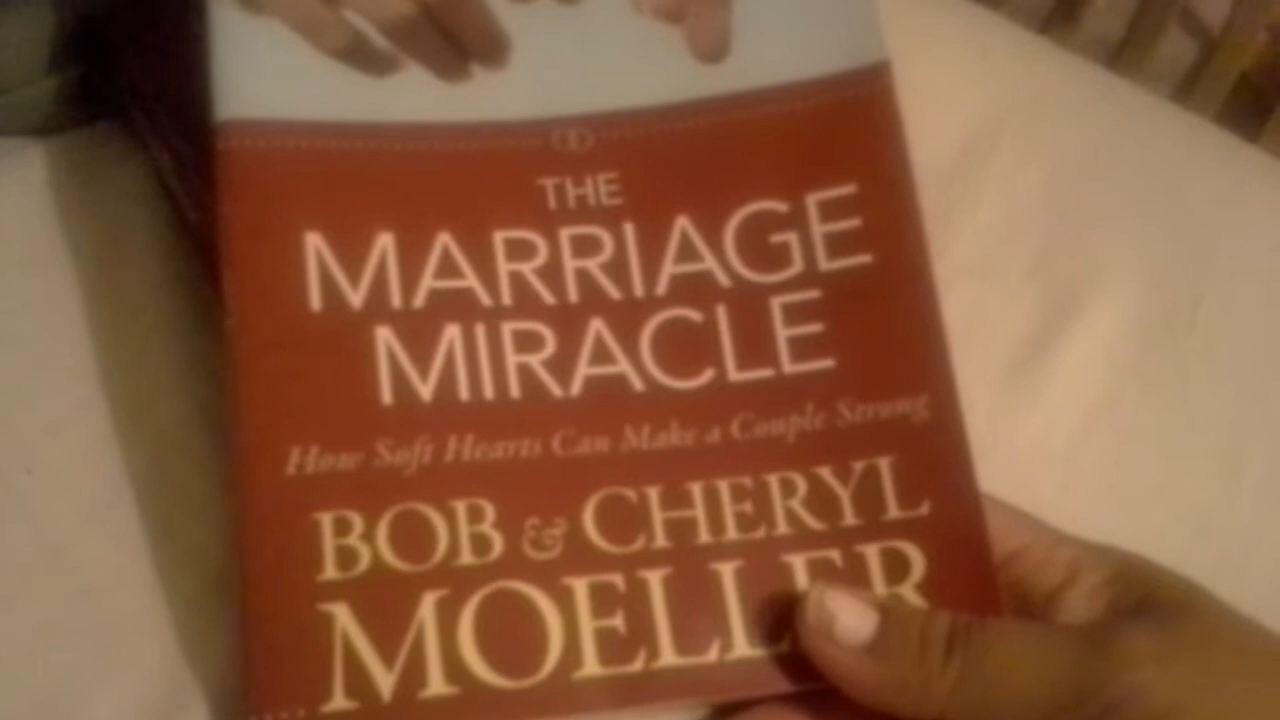 THE
MARRIAGE
MIRACLE
How Soft Hearts Can Make a Couple Strong
BOB & CHERYL
MOELLER